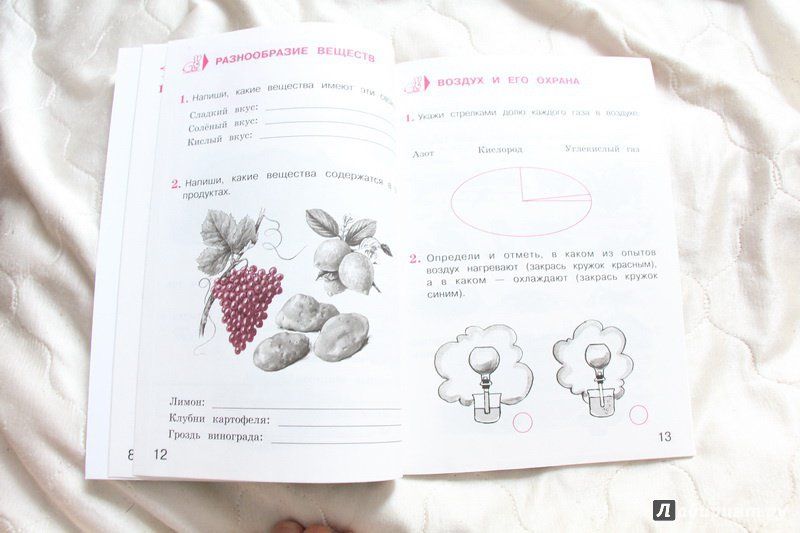 РАЗНООБРАЗИЕ ВЕЩЕСТВ
1. Напиши, какие вещества имеют эти
Сладкий вкус:
Солёный вкус:
Кислый вкус:
2. Напиши, какие вещества содержатся в
продуктах.
Лимон:
Клубни картофеля:
Гроздь винограда:
8
12
ВОЗДУХ И ЕГО ОХРАНА
1. Укажи стрелками долю каждого газа в воздухе.
Азот Кислород Углекислый газ
2. Определи и отметь, в каком из опытов
воздух нагревают (закрась кружок красным),
а в каком — охлаждают (закрась кружок
синим).
13
Лабиринт.ру